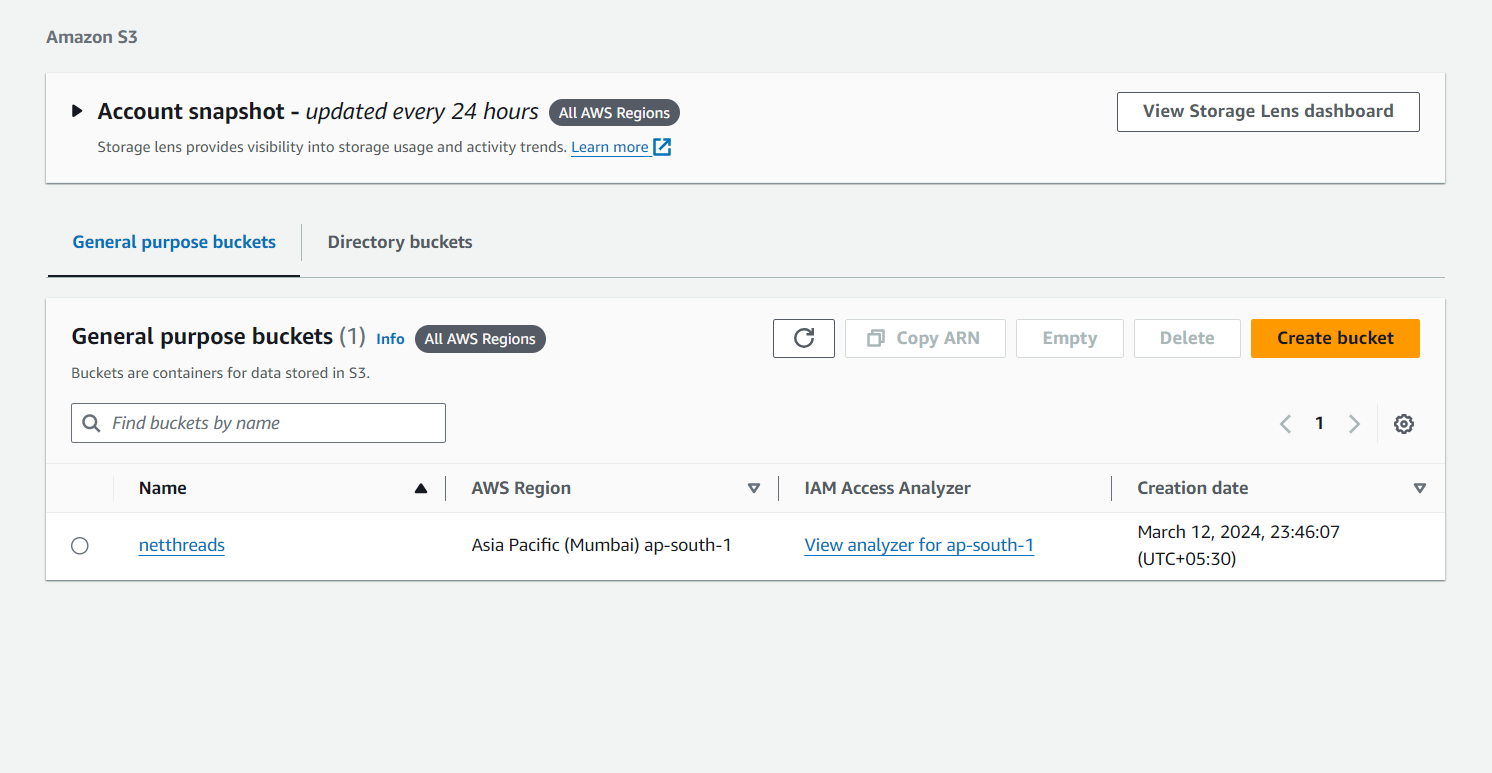 Amazon S3
Account snapshot - updated every 24 hours All AWS Regions
View Storage Lens dashboard
Storage lens provides visibility into storage usage and activity trends. Learn more
General purpose buckets
Directory buckets
General purpose buckets (1) Info All AWS Regions
Copy ARN
Empty
Delete
Create bucket
Buckets are containers for data stored in S3.
Find buckets by name
1
Name
AWS Region
IAM Access Analyzer
Creation date
netthreads
Asia Pacific (Mumbai) ap-south-1
View analyzer for ap-south-1
March 12, 2024, 23:46:07
(UTC+05:30)